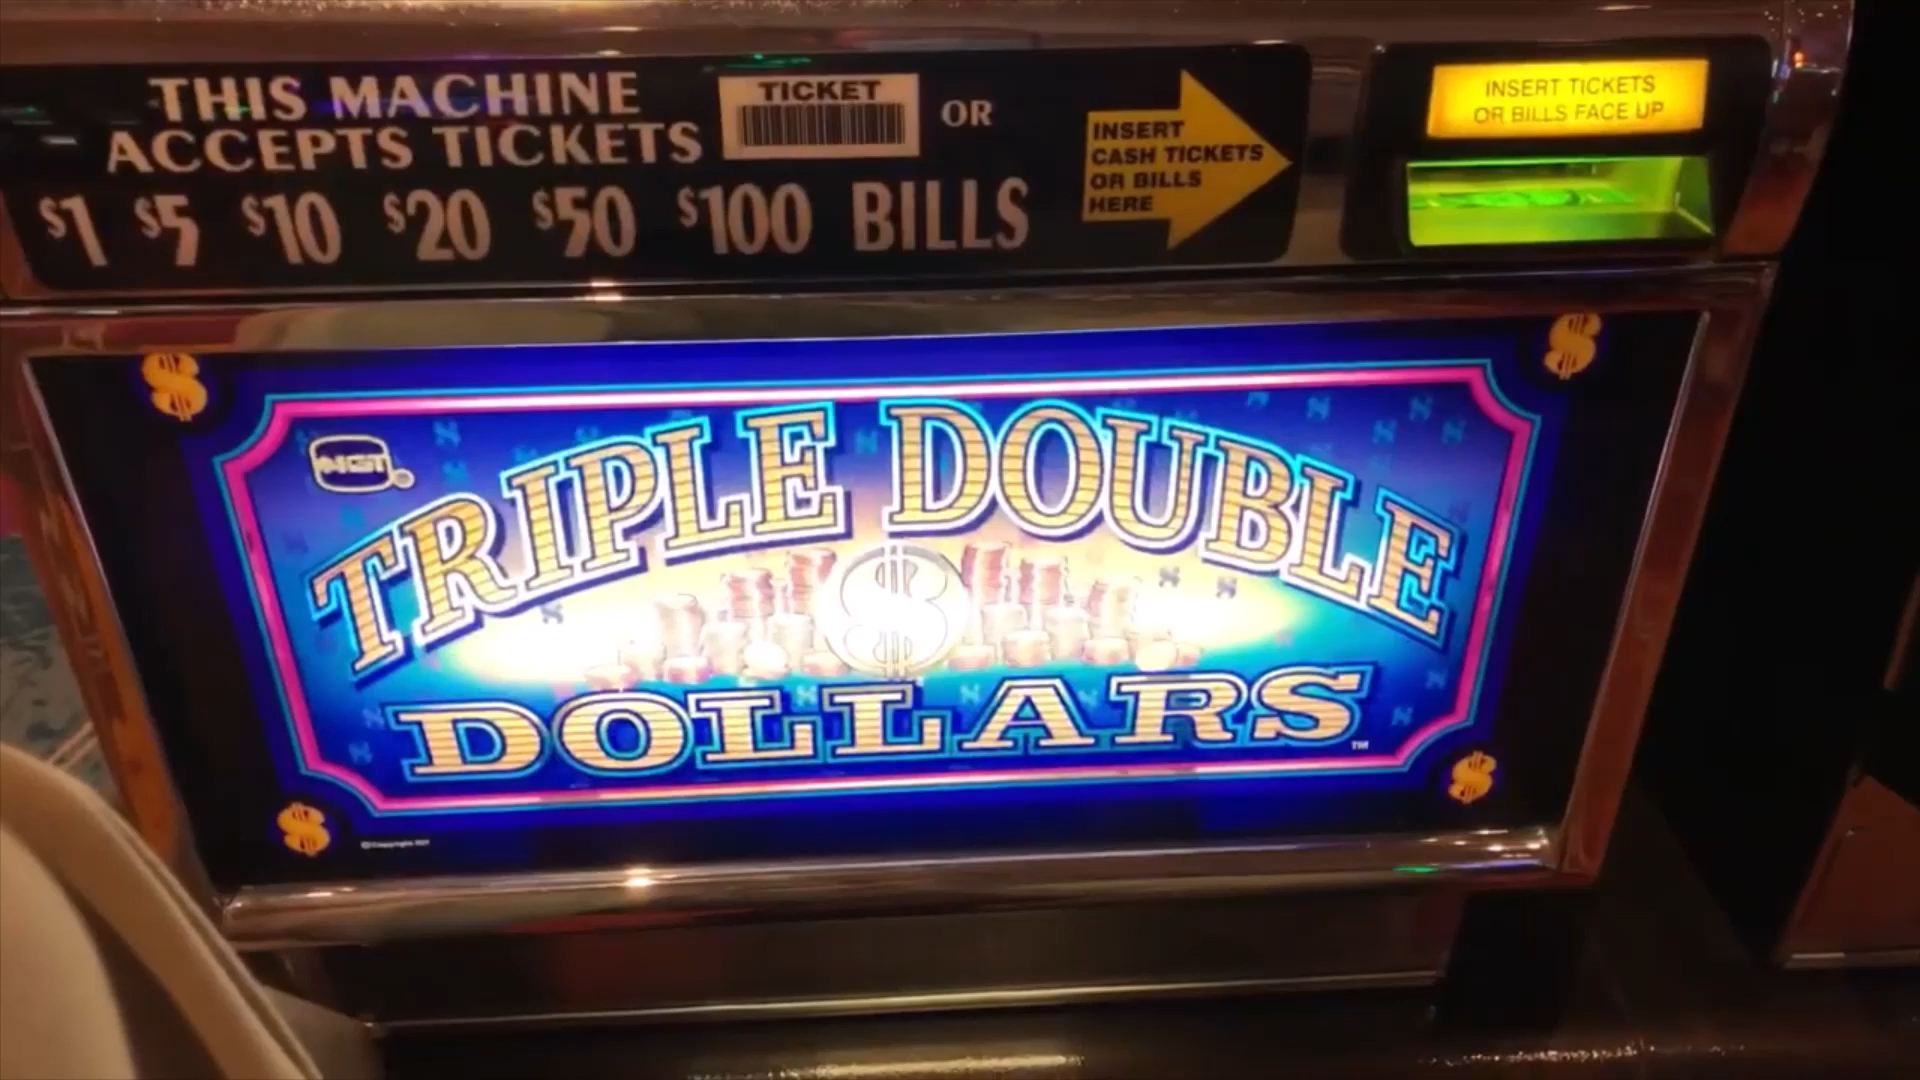 THIS MACHINE
ACCEPTS TICKETS
TICKET
OR
$1 $5 $10 $20 $50 $100 BILLS
INSERT
CASH TICKETS
OR BILLS
HERE
INSERT TICKETS
OR BILLS FACE UP
TRIPLE DOUBLE
DOLLARS
TM